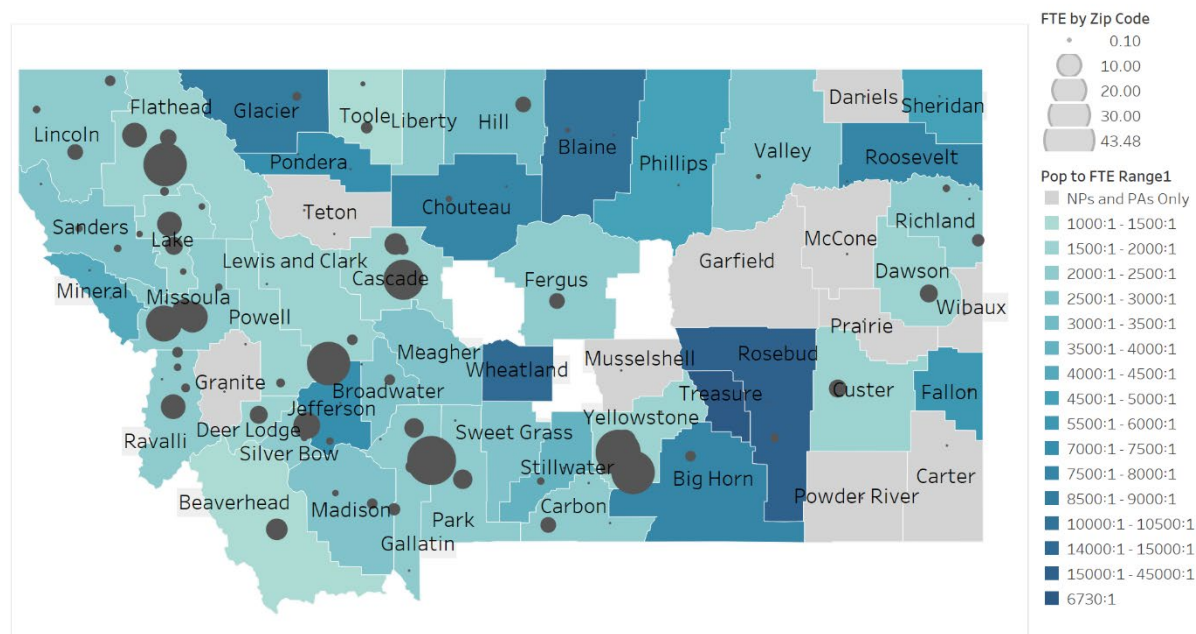 FTE by Zip Code
0.10
10.00
20.00
30.00
43.48
Pop to FTE Range1
NPs and PAs Only
1000:1 - 1500:1
1500:1 - 2000:1
2000:1 - 2500:1
2500:1 - 3000:1
3000:1 - 3500:1
3500:1 - 4000:1
4000:1 - 4500:1
4500:1 - 5000:1
5500:1 - 6000:1
7000:1 - 7500:1
7500:1 - 8000:1
8500:1 - 9000:1
10000:1 - 10500:1
14000:1 - 15000:1
15000:1 - 45000:1
6730:1
Flathead
Glacier
Toole
Liberty
Hill
Daniels
Sheridan
Lincoln
Blaine
Phillips
Valley
Roosevelt
Pondera
Teton
Chouteau
Sanders
Lake
Richland
McCone
Lewis and Clark
Cascade
Fergus
Garfield
Dawson
Mineral
Missoula
Powell
Wibaux
Prairie
Meagher
Wheatland
Musselshell
Rosebud
Granite
Broadwater
Treasure
Custer
Fallon
Jefferson
Deer Lodge
Yellowstone
Ravalli
Silver Bow
Sweet Grass
Stillwater
Big Horn
Carter
Beaverhead
Madison
Park
Carbon
Powder River
Gallatin